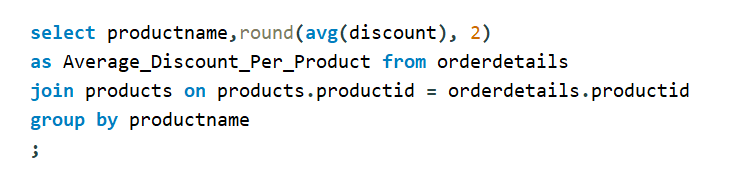 select productname,round(avg(discount), 2)
as Average_Discount_Per_Product from orderdetails
join products on products.productid = orderdetails.productid
group by productname
;